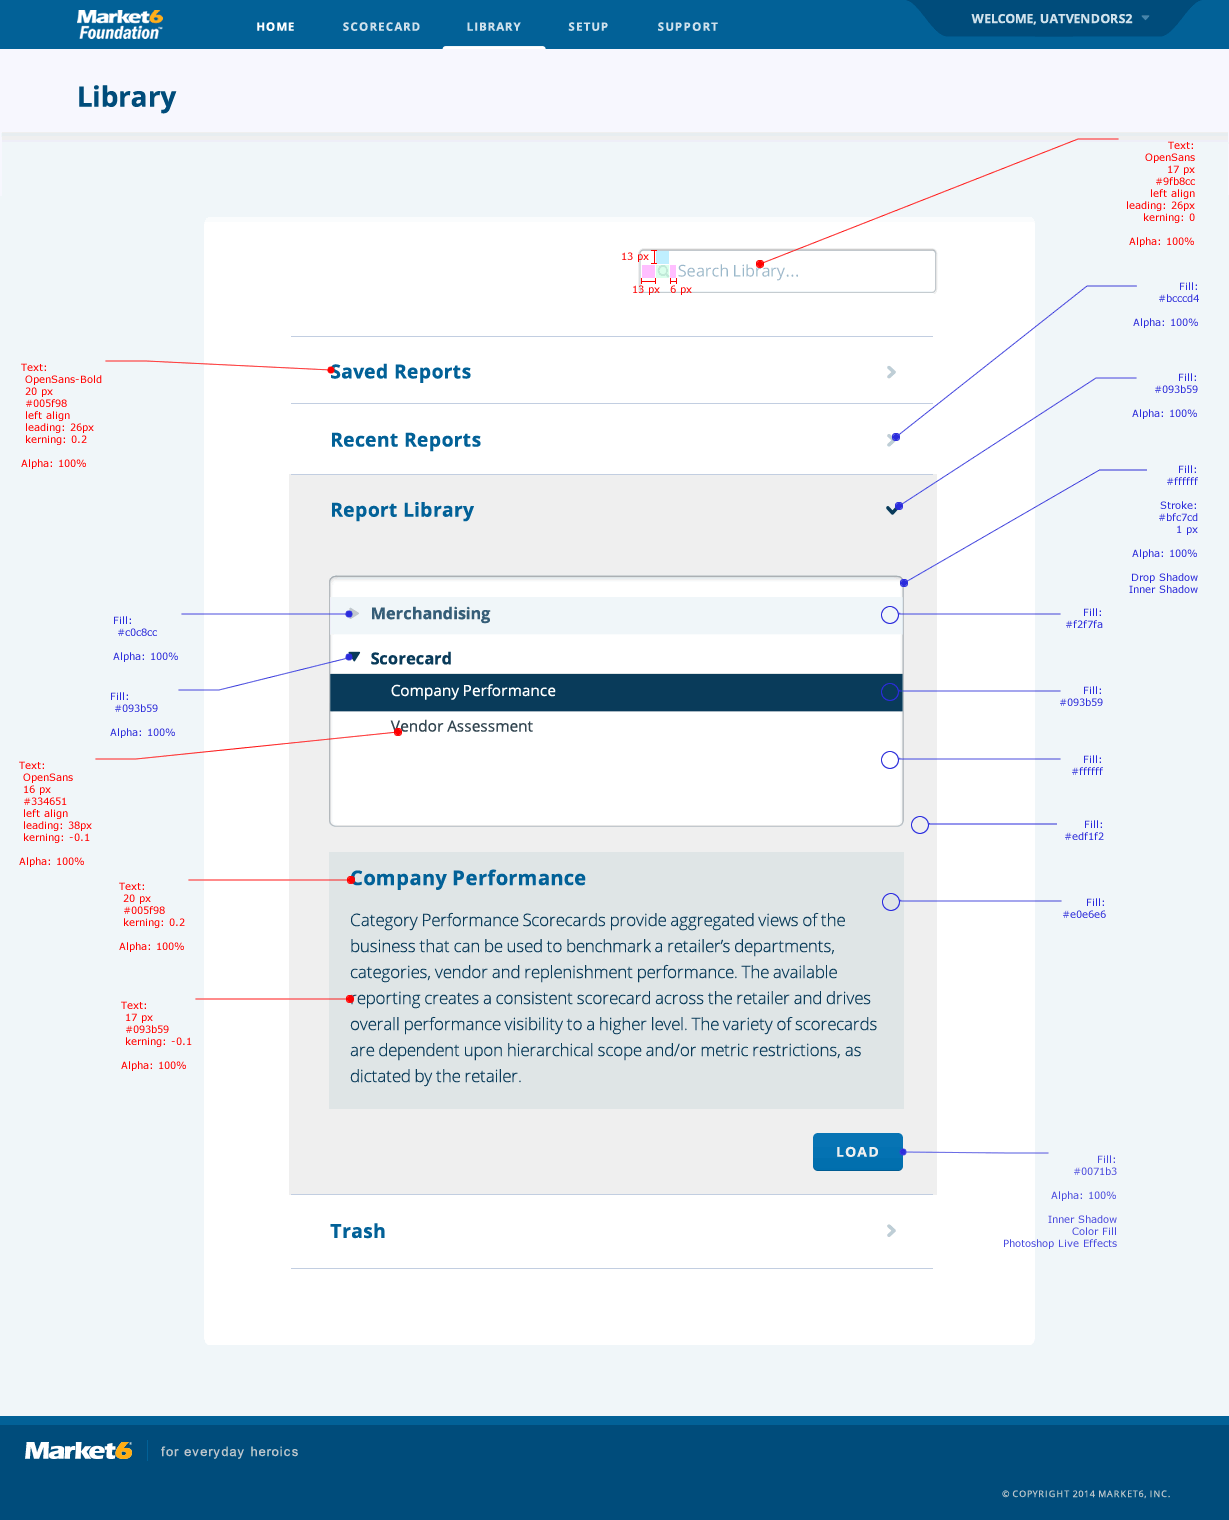 Market6
Foundation™
HOME
SCORECARD
LIBRARY
SETUP
SUPPORT
WELCOME, UATVENDORS2
Library
Text:
OpenSans
17 px
#9fb8cc
left align
leading: 26px
kerning: 0
Alpha: 100%
13 px
Search Library...
13 px
6 px
Fill:
#bcccd4
Alpha: 100%
Text:
OpenSans-Bold
20 px
#005f98
left align
leading: 26px
kerning: 0.2
Alpha: 100%
Saved Reports
Fill:
#093b59
Alpha: 100%
Recent Reports
Fill:
#ffffff
Stroke:
#bfc7cd
1 px
Alpha: 100%
Drop Shadow
Inner Shadow
Report Library
Fill:
#c0c8cc
Alpha: 100%
Merchandising
Fill:
#f2f7fa
Scorecard
Fill:
#093b59
Alpha: 100%
Company Performance
Fill:
#093b59
Vendor Assessment
Text:
OpenSans
16 px
#334651
left align
leading: 38px
kerning: -0.1
Alpha: 100%
Fill:
#ffffff
Fill:
#edf1f2
Text:
20 px
#005f98
kerning: 0.2
Alpha: 100%
Company Performance
Fill:
#e0e6e6
Category Performance Scorecards provide aggregated views of the
business that can be used to benchmark a retailer's departments,
categories, vendor and replenishment performance. The available
reporting creates a consistent scorecard across the retailer and drives
overall performance visibility to a higher level. The variety of scorecards
are dependent upon hierarchical scope and/or metric restrictions, as
dictated by the retailer.
Text:
17 px
#093b59
kerning: -0.1
Alpha: 100%
LOAD
Fill:
#0071b3
Alpha: 100%
Inner Shadow
Color Fill
Photoshop Live Effects
Trash
Market6
for everyday heroics
© COPYRIGHT 2014 MARKET6, INC.